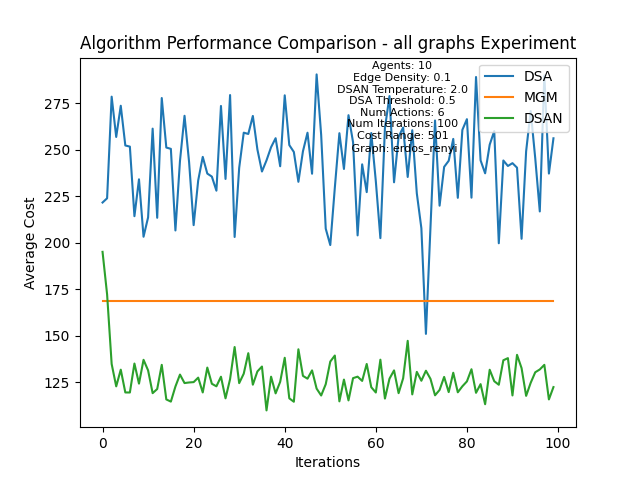 Algorithm Performance Comparison - all graphs Experiment
Agents: 10
Edge Density: 0.1
DSAN Temperature: 2.0
DSA Threshold: 0.5
Num Actions: 6
Num Iterations: 100
Cost Range: 501
Graph: erdos_renyi
DSA
MGM
DSAN
Average Cost
275
250
225
200
175
150
125
0
20
40
60
80
100
Iterations